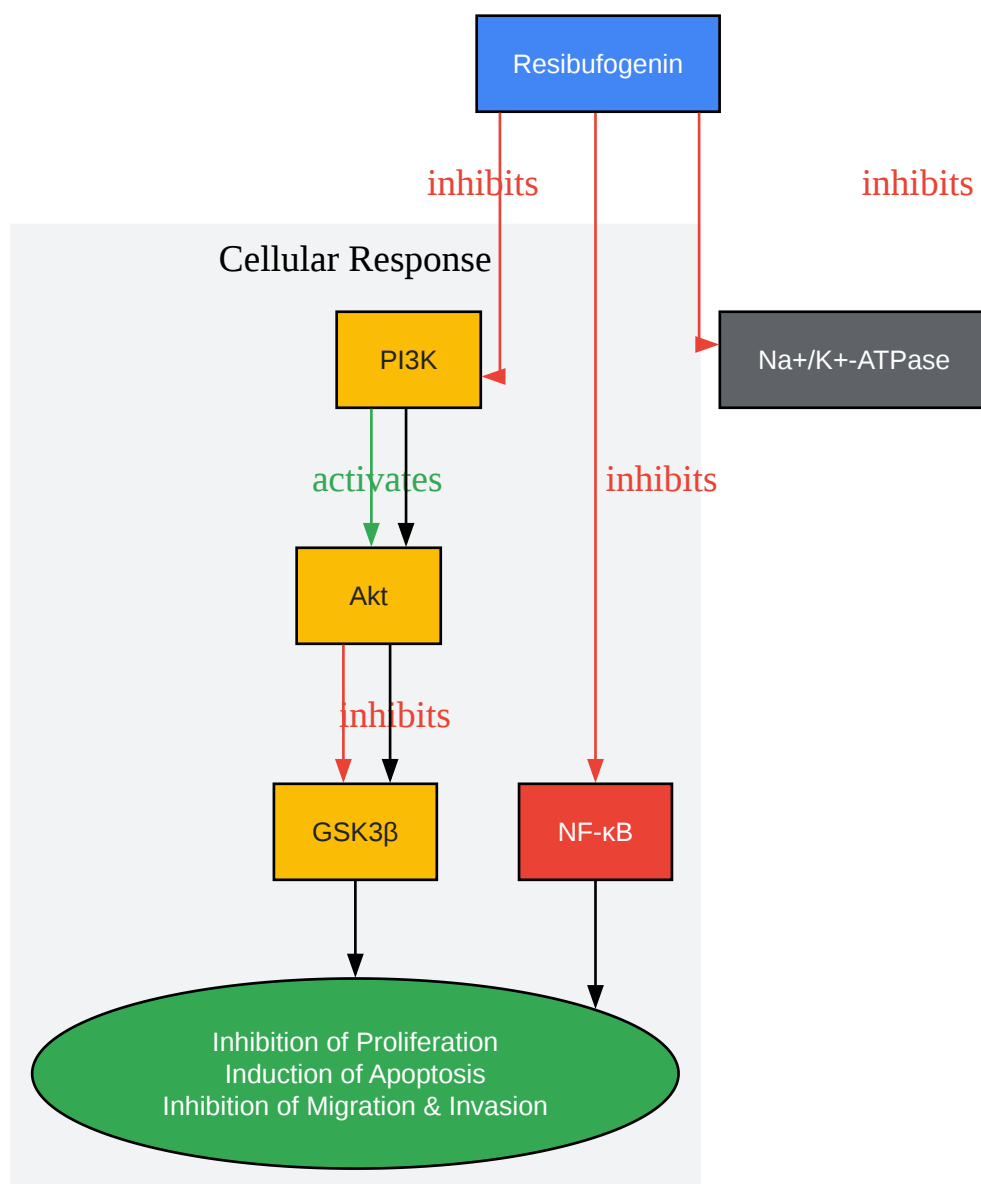 Resibufogenin
inhibits
inhibits
Cellular Response
PI3K
Na+/K+-ATPase
activates
inhibits
Akt
inhibits
GSK3β
NF-κB
Inhibition of Proliferation
Induction of Apoptosis
Inhibition of Migration & Invasion